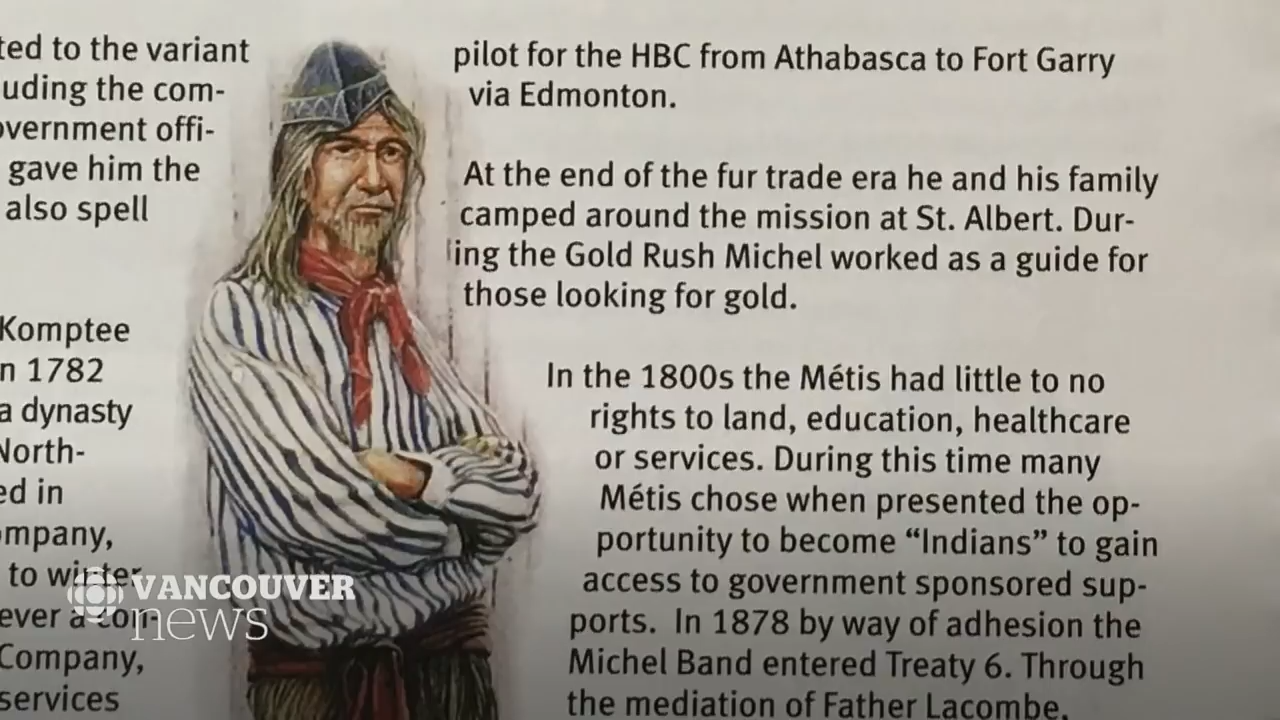 ted to the variant
uding the com-
overnment offi-
gave him the
also spell
Komptee
n 1782
a dynasty
North-
ed in
ompany,
to winter
ever a con-
Company,
services
pilot for the HBC from Athabasca to Fort Garry
via Edmonton.
At the end of the fur trade era he and his family
camped around the mission at St. Albert. Dur-
ing the Gold Rush Michel worked as a guide for
those looking for gold.
In the 1800s the Métis had little to no
rights to land, education, healthcare
or services. During this time many
Métis chose when presented the op-
portunity to become “Indians” to gain
access to government sponsored sup-
ports. In 1878 by way of adhesion the
Michel Band entered Treaty 6. Through
the mediation of Father Lacombe,
VANCOUVER
news